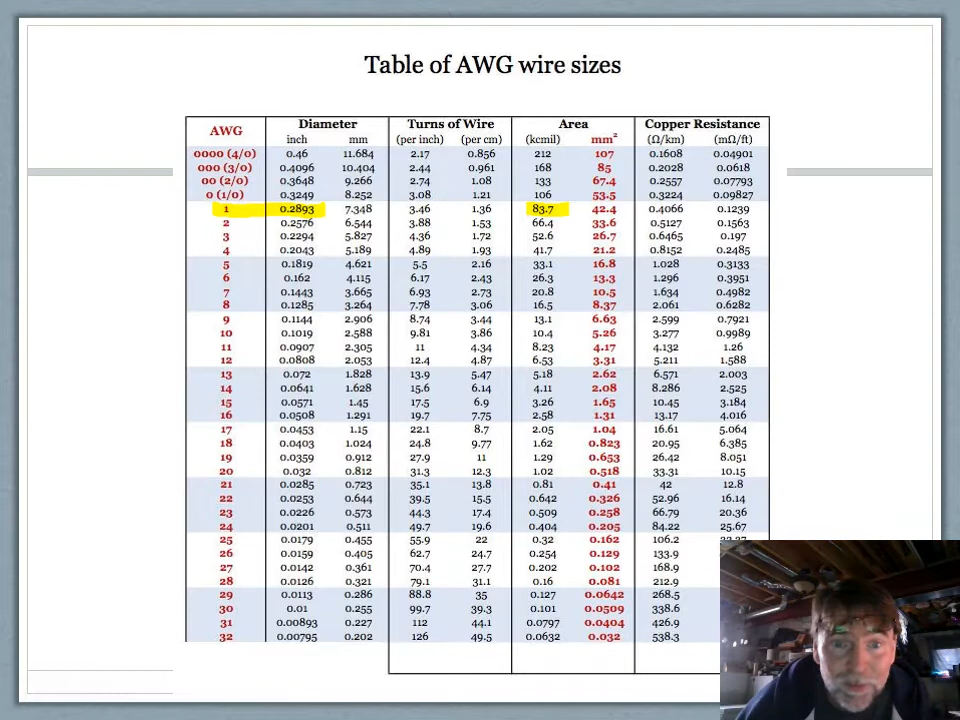 Table of AWG wire sizes
AWG Diameter Turns of Wire Area Copper Resistance
inch mm (per inch) (per cm) (kcmil) mm² (Ω/km) (mΩ/ft)
0000 (4/0) 0.46 11.684 2.17 0.856 212 107 0.1608 0.04901
000 (3/0) 0.4096 10.404 2.44 0.961 168 85 0.2028 0.0618
00 (2/0) 0.3648 9.266 2.74 1.08 133 67.4 0.2557 0.07793
0 (1/0) 0.3249 8.252 3.08 1.21 106 53.5 0.3224 0.09827
1 0.2893 7.348 3.46 1.36 83.7 42.4 0.4066 0.1239
2 0.2576 6.544 3.88 1.53 66.4 33.6 0.5127 0.1563
3 0.2294 5.827 4.36 1.72 52.6 26.7 0.6465 0.197
4 0.2043 5.189 4.89 1.93 41.7 21.2 0.8152 0.2485
5 0.1819 4.621 5.5 2.16 33.1 16.8 1.028 0.3133
6 0.162 4.115 6.17 2.43 26.3 13.3 1.296 0.3951
7 0.1443 3.665 6.93 2.73 20.8 10.5 1.634 0.4982
8 0.1285 3.264 7.78 3.06 16.5 8.37 2.061 0.6282
9 0.1144 2.906 8.74 3.44 13.1 6.63 2.599 0.7921
10 0.1019 2.588 9.81 3.86 10.4 5.26 3.277 0.9989
11 0.0907 2.305 11 4.34 8.23 4.17 4.132 1.26
12 0.0808 2.053 12.4 4.87 6.53 3.31 5.211 1.588
13 0.072 1.828 13.9 5.47 5.18 2.62 6.571 2.003
14 0.0641 1.628 15.6 6.14 4.11 2.08 8.286 2.525
15 0.0571 1.45 17.5 6.9 3.26 1.65 10.45 3.184
16 0.0508 1.291 19.7 7.75 2.58 1.31 13.17 4.016
17 0.0453 1.15 22.1 8.7 2.05 1.04 16.61 5.064
18 0.0403 1.024 24.8 9.77 1.62 0.823 20.95 6.385
19 0.0359 0.912 27.9 11 1.29 0.653 26.42 8.051
20 0.032 0.812 31.3 12.3 1.02 0.518 33.31 10.15
21 0.0285 0.723 35.1 13.8 0.81 0.41 42 12.8
22 0.0253 0.644 39.5 15.5 0.642 0.326 52.96 16.14
23 0.0226 0.573 44.3 17.4 0.509 0.258 66.79 20.36
24 0.0201 0.511 49.7 19.6 0.404 0.205 84.22 25.67
25 0.0179 0.455 55.9 22 0.32 0.162 106.2
26 0.0159 0.405 62.7 24.7 0.254 0.129 133.9
27 0.0142 0.361 70.4 27.7 0.202 0.102 168.9
28 0.0126 0.321 79.1 31.1 0.16 0.081 212.9
29 0.0113 0.286 88.8 35 0.127 0.0642 268.5
30 0.01 0.255 99.7 39.3 0.101 0.0509 338.6
31 0.00893 0.227 112 44.1 0.0797 0.0404 426.9
32 0.00795 0.202 126 49.5 0.0632 0.032 538.3